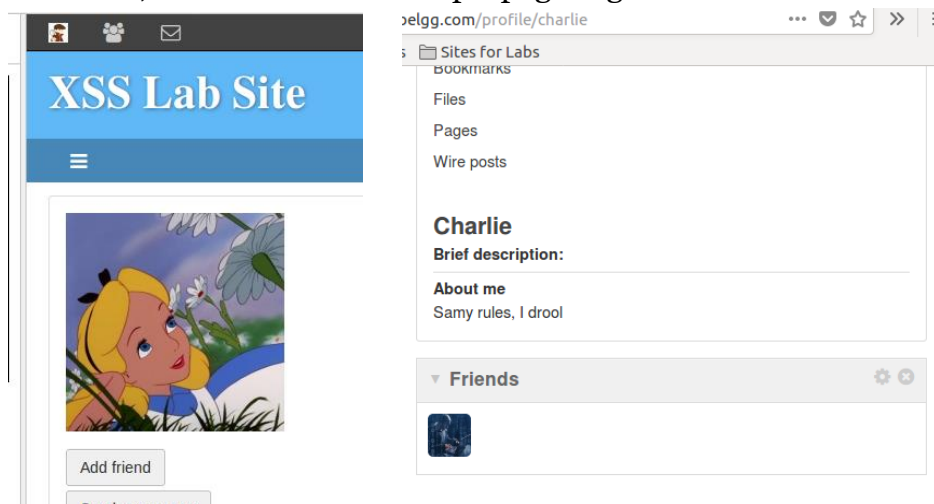 XSS Lab Site
Add friend
elgg.com/profile/charlie
Sites for Labs
Bookmarks
Files
Pages
Wire posts
Charlie
Brief description:
About me
Samy rules, I drool
Friends